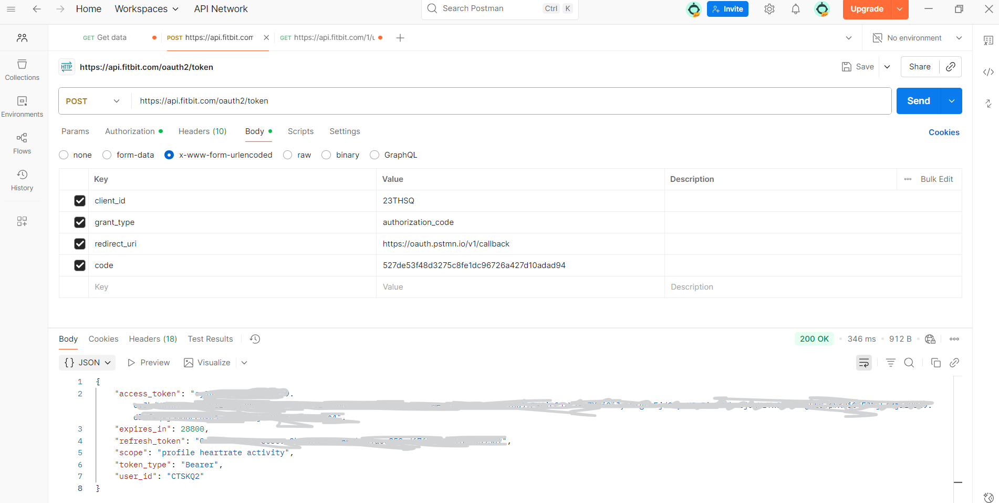 Home Workspaces API Network Search Postman Ctrl K Invite Upgrade
GET Get data POST https://api.fitbit.com GET https://api.fitbit.com/1/u No environment
HTTP https://api.fitbit.com/oauth2/token Save Share
POST https://api.fitbit.com/oauth2/token Send
Params Authorization Headers (10) Body Scripts Settings Cookies
none form-data x-www-form-urlencoded raw binary GraphQL
Key Value Description Bulk Edit
client_id 23THSQ
grant_type authorization_code
redirect_uri https://oauth.pstmn.io/v1/callback
code 527de53f48d3275c8fe1dc96726a427d10adad94
Key Value Description
Collections
Environments
Flows
History
Body Cookies Headers (18) Test Results 200 OK 346 ms 912 B
{} JSON Preview Visualize
1 {
2 "access_token": "
3 "expires_in": 28800,
4 "refresh_token": "
5 "scope": "profile heartrate activity",
6 "token_type": "Bearer",
7 "user_id": "CTSKQ2"
8 }